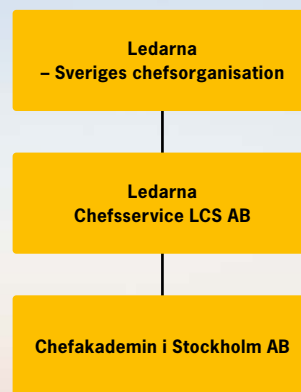 Ledarna
– Sveriges chefsorganisation
Ledarna
Chefsservice LCS AB
Chefakademin i Stockholm AB